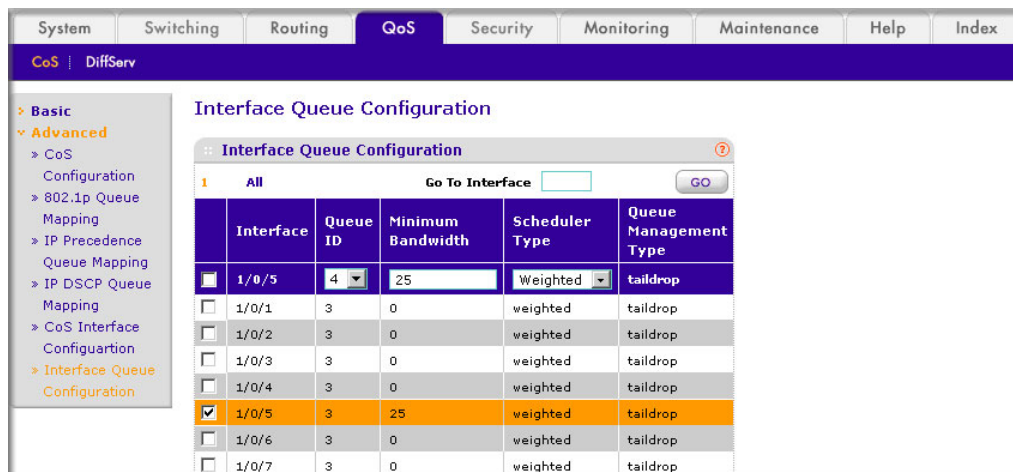 System Switching Routing QoS Security Monitoring Maintenance Help Index
CoS | DiffServ
Basic
Advanced
» CoS
Configuration
» 802.1p Queue
Mapping
» IP Precedence
Queue Mapping
» IP DSCP Queue
Mapping
» CoS Interface
Configuartion
» Interface Queue
Configuration
Interface Queue Configuration
Interface Queue Configuration ?
1 All Go To Interface GO
Interface Queue ID Minimum Bandwidth Scheduler Type Queue Management Type
1/0/5 4 25 Weighted taildrop
1/0/1 3 0 weighted taildrop
1/0/2 3 0 weighted taildrop
1/0/3 3 0 weighted taildrop
1/0/4 3 0 weighted taildrop
1/0/5 3 25 weighted taildrop
1/0/6 3 0 weighted taildrop
1/0/7 3 0 weighted taildrop